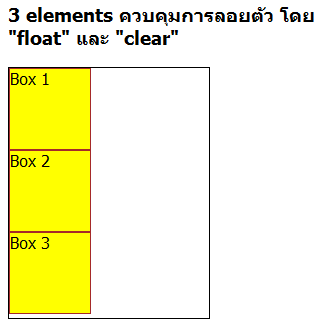 3 elements ควบคุมการลอยตัว โดย
"float" และ "clear"
Box 1
Box 2
Box 3